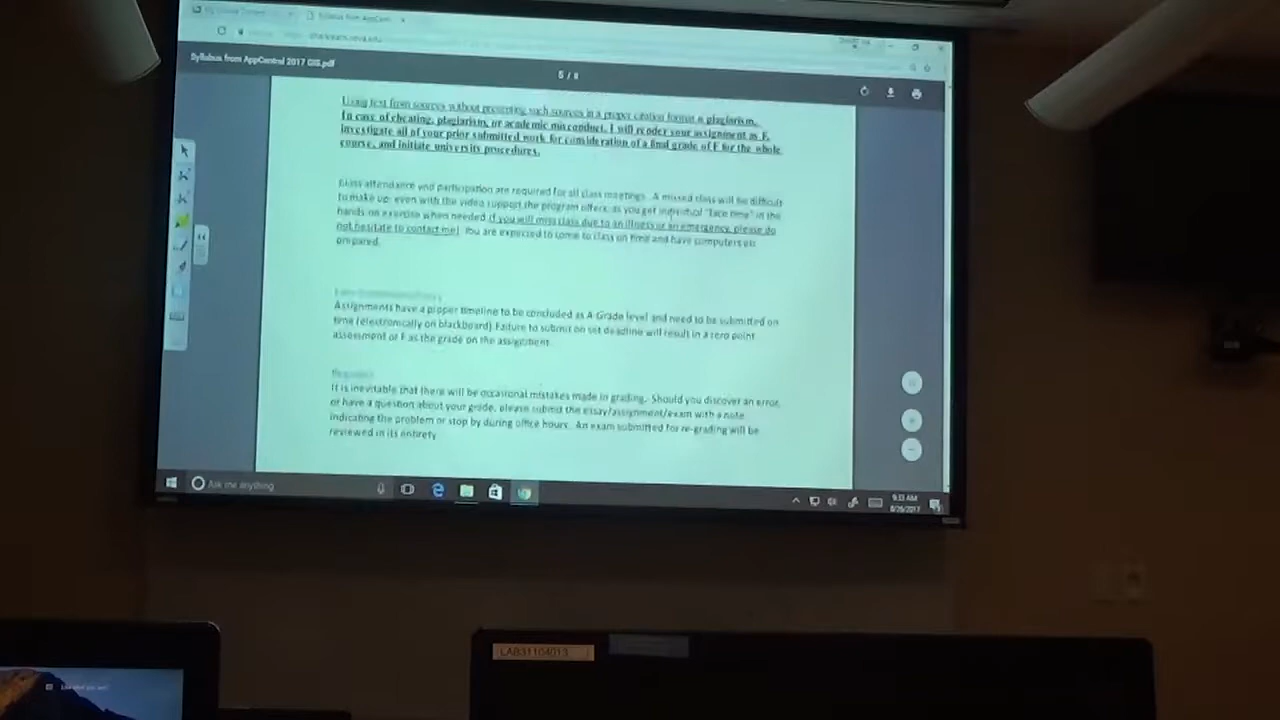 Syllabus from AppCentral 2017 GIS.pdf
5 / 8
Using text from sources without presenting such sources in a proper citation format is plagiarism.
In case of cheating, plagiarism, or academic misconduct, I will render your assignment as F,
investigate all of your prior submitted work for consideration of a final grade of F for the whole
course, and initiate university procedures.
Class attendance and participation are required for all class meetings. A missed class will be difficult
to make up, even with the video support the program offers, as you get individual "face time" in the
hands on exercise when needed (if you will miss class due to an illness or an emergency, please do
not hesitate to contact me). You are expected to come to class on time and have computers
prepared.
Assignments have a proper timeline to be concluded as A Grade level and need to be submitted on
time (electronically on blackboard). Failure to submit on set deadline will result in a zero point
assessment or F as the grade on the assignment.
It is inevitable that there will be occasional mistakes made in grading. Should you discover an error,
or have a question about your grade, please submit the essay/assignment/exam with a note
indicating the problem or stop by during office hours. An exam submitted for re-grading will be
reviewed in its entirety.
Ask me anything
9:33 AM
8/26/2017
LAB31104013